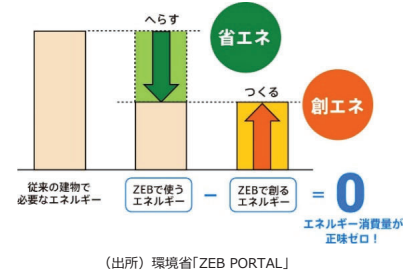 へらす
省エネ
つくる
創エネ
従来の建物で
必要なエネルギー
ZEBで使う
エネルギー
－
ZEBで創る
エネルギー
＝0
エネルギー消費量が
正味ゼロ！
（出所）環境省「ZEB PORTAL」